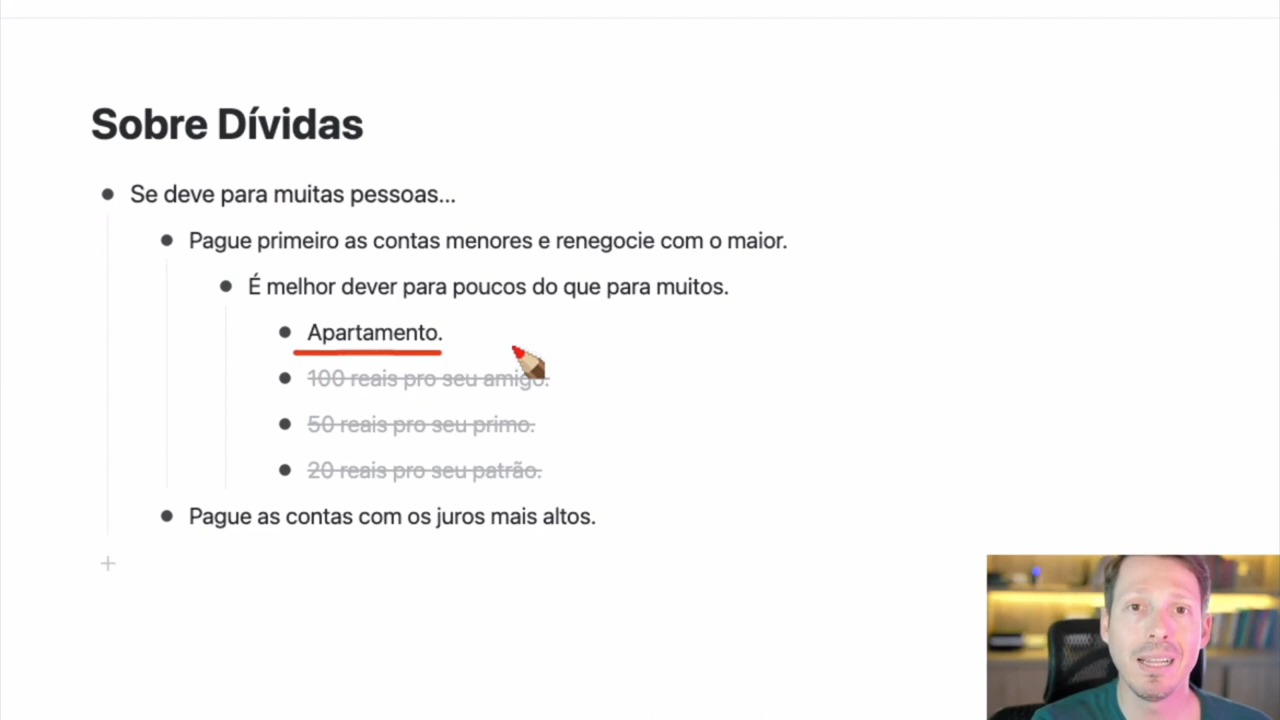 Sobre Dívidas
Se deve para muitas pessoas...
Pague primeiro as contas menores e renegocie com o maior.
É melhor dever para poucos do que para muitos.
Apartamento.
100 reais pro seu amigo.
50 reais pro seu primo.
20 reais pro seu patrão.
Pague as contas com os juros mais altos.